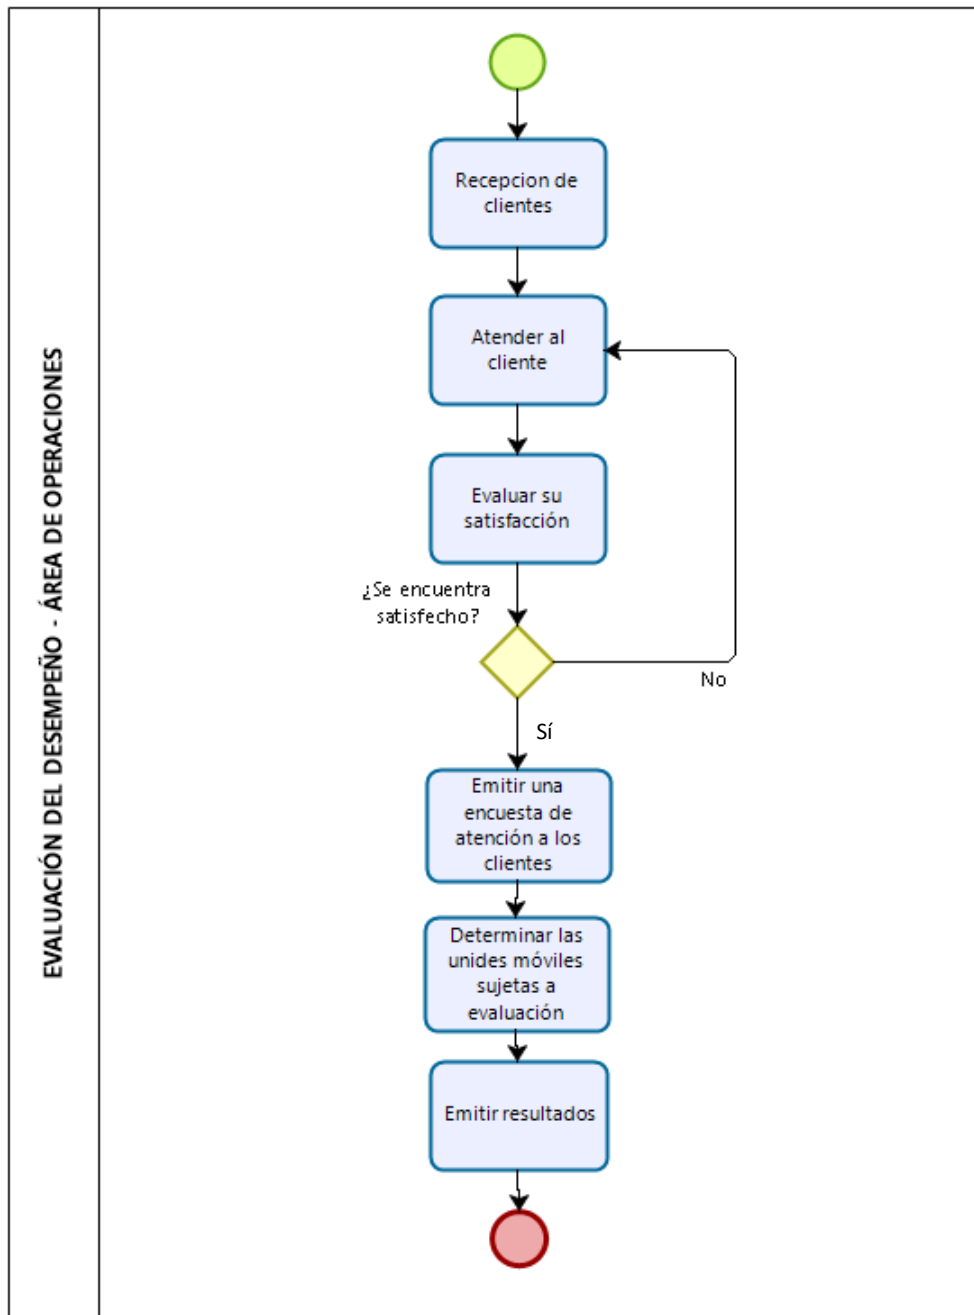 EVALUACIÓN DEL DESEMPEÑO - ÁREA DE OPERACIONES
Recepcion de
clientes
Atender al
cliente
Evaluar su
satisfacción
¿Se encuentra
satisfecho?
No
Sí
Emitir una
encuesta de
atención a los
clientes
Determinar las
unides móviles
sujetas a
evaluación
Emitir resultados